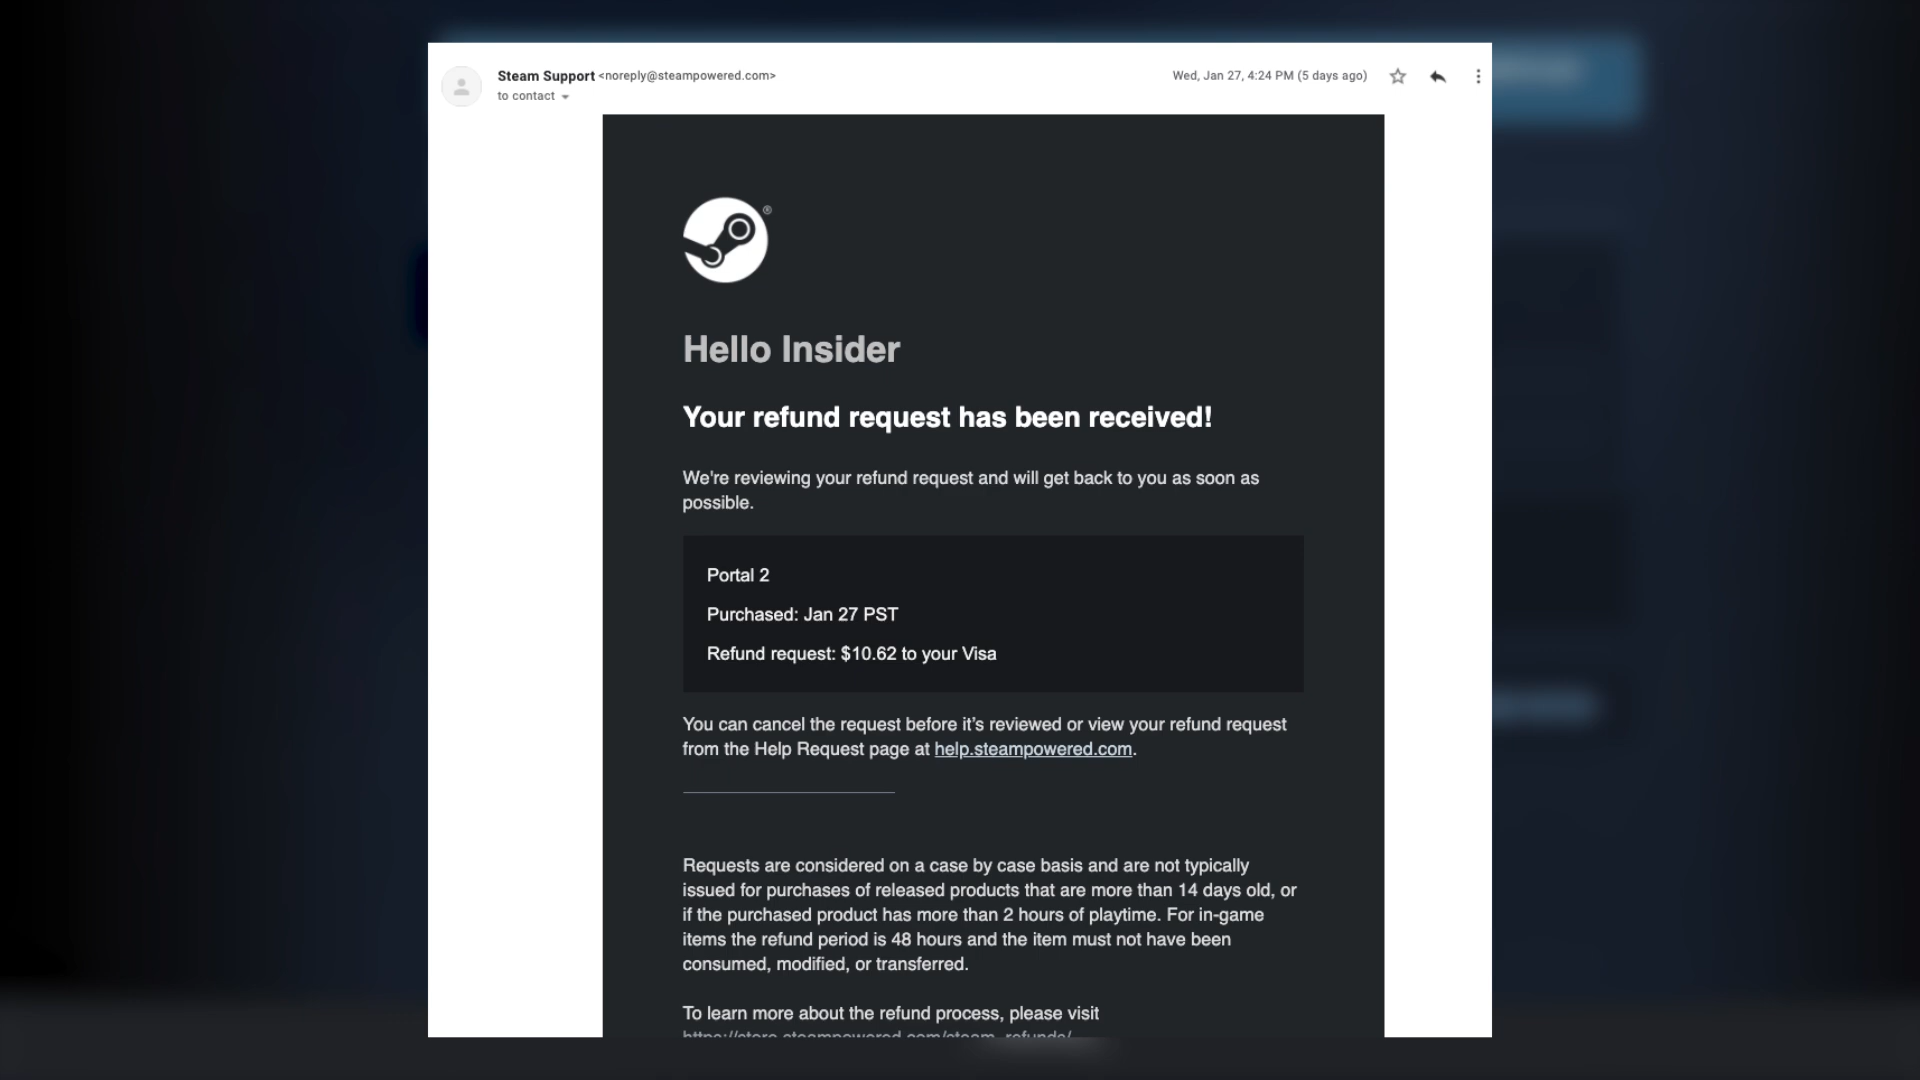 Steam Support <noreply@steampowered.com>
Wed, Jan 27, 4:24 PM (5 days ago)
to contact
®
Hello Insider
Your refund request has been received!
We're reviewing your refund request and will get back to you as soon as
possible.
Portal 2
Purchased: Jan 27 PST
Refund request: $10.62 to your Visa
You can cancel the request before it’s reviewed or view your refund request
from the Help Request page at help.steampowered.com.
Requests are considered on a case by case basis and are not typically
issued for purchases of released products that are more than 14 days old, or
if the purchased product has more than 2 hours of playtime. For in-game
items the refund period is 48 hours and the item must not have been
consumed, modified, or transferred.
To learn more about the refund process, please visit
https://store.steampowered.com/steam_refunds/